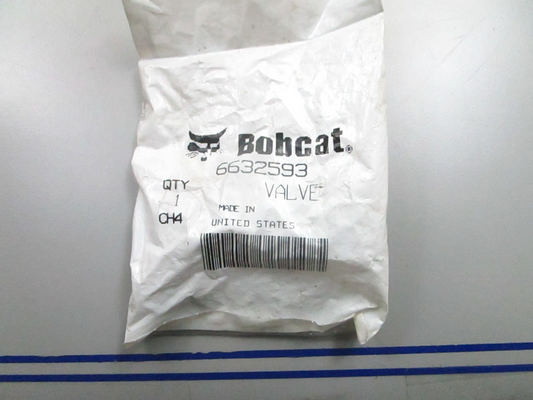 Bobcat.
6632593
QTY VALVE
1
MADE IN
CH4
UNITED STATES